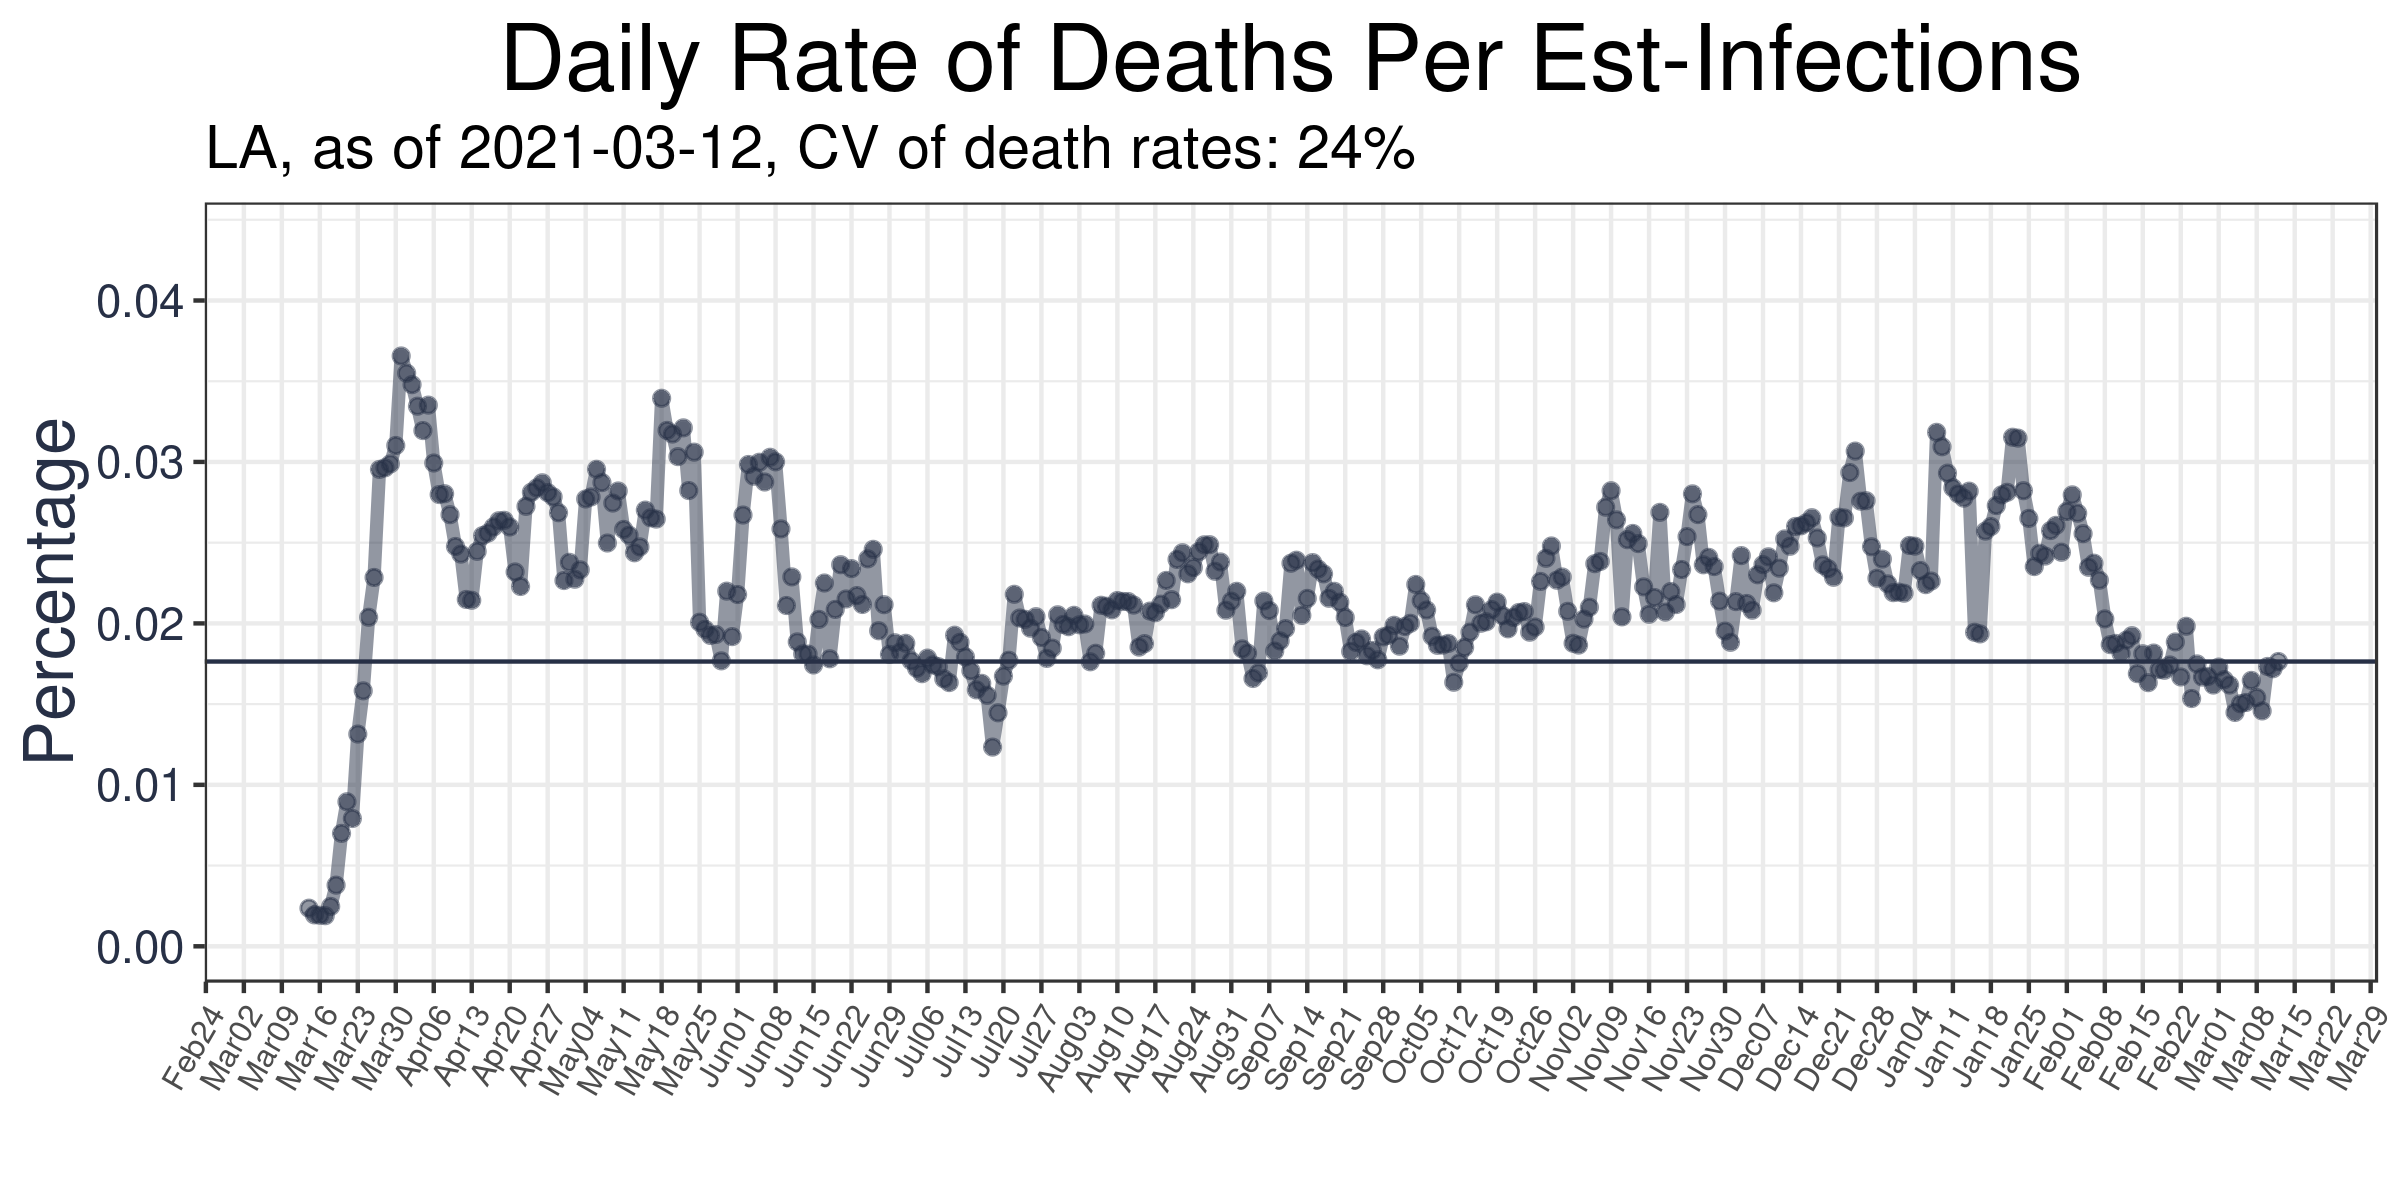 Daily Rate of Deaths Per Est-Infections
LA, as of 2021-03-12, CV of death rates: 24%
Percentage
0.04
0.03
0.02
0.01
0.00
Feb24 Mar02 Mar09 Mar16 Mar23 Mar30 Apr06 Apr13 Apr20 Apr27 May04 May11 May18 May25 Jun01 Jun08 Jun15 Jun22 Jun29 Jul06 Jul13 Jul20 Jul27 Aug03 Aug10 Aug17 Aug24 Aug31 Sep07 Sep14 Sep21 Sep28 Oct05 Oct12 Oct19 Oct26 Nov02 Nov09 Nov16 Nov23 Nov30 Dec07 Dec14 Dec21 Dec28 Dec04 Jan11 Jan18 Jan25 Feb01 Feb08 Feb15 Feb22 Mar01 Mar08 Mar15 Mar22 Mar29